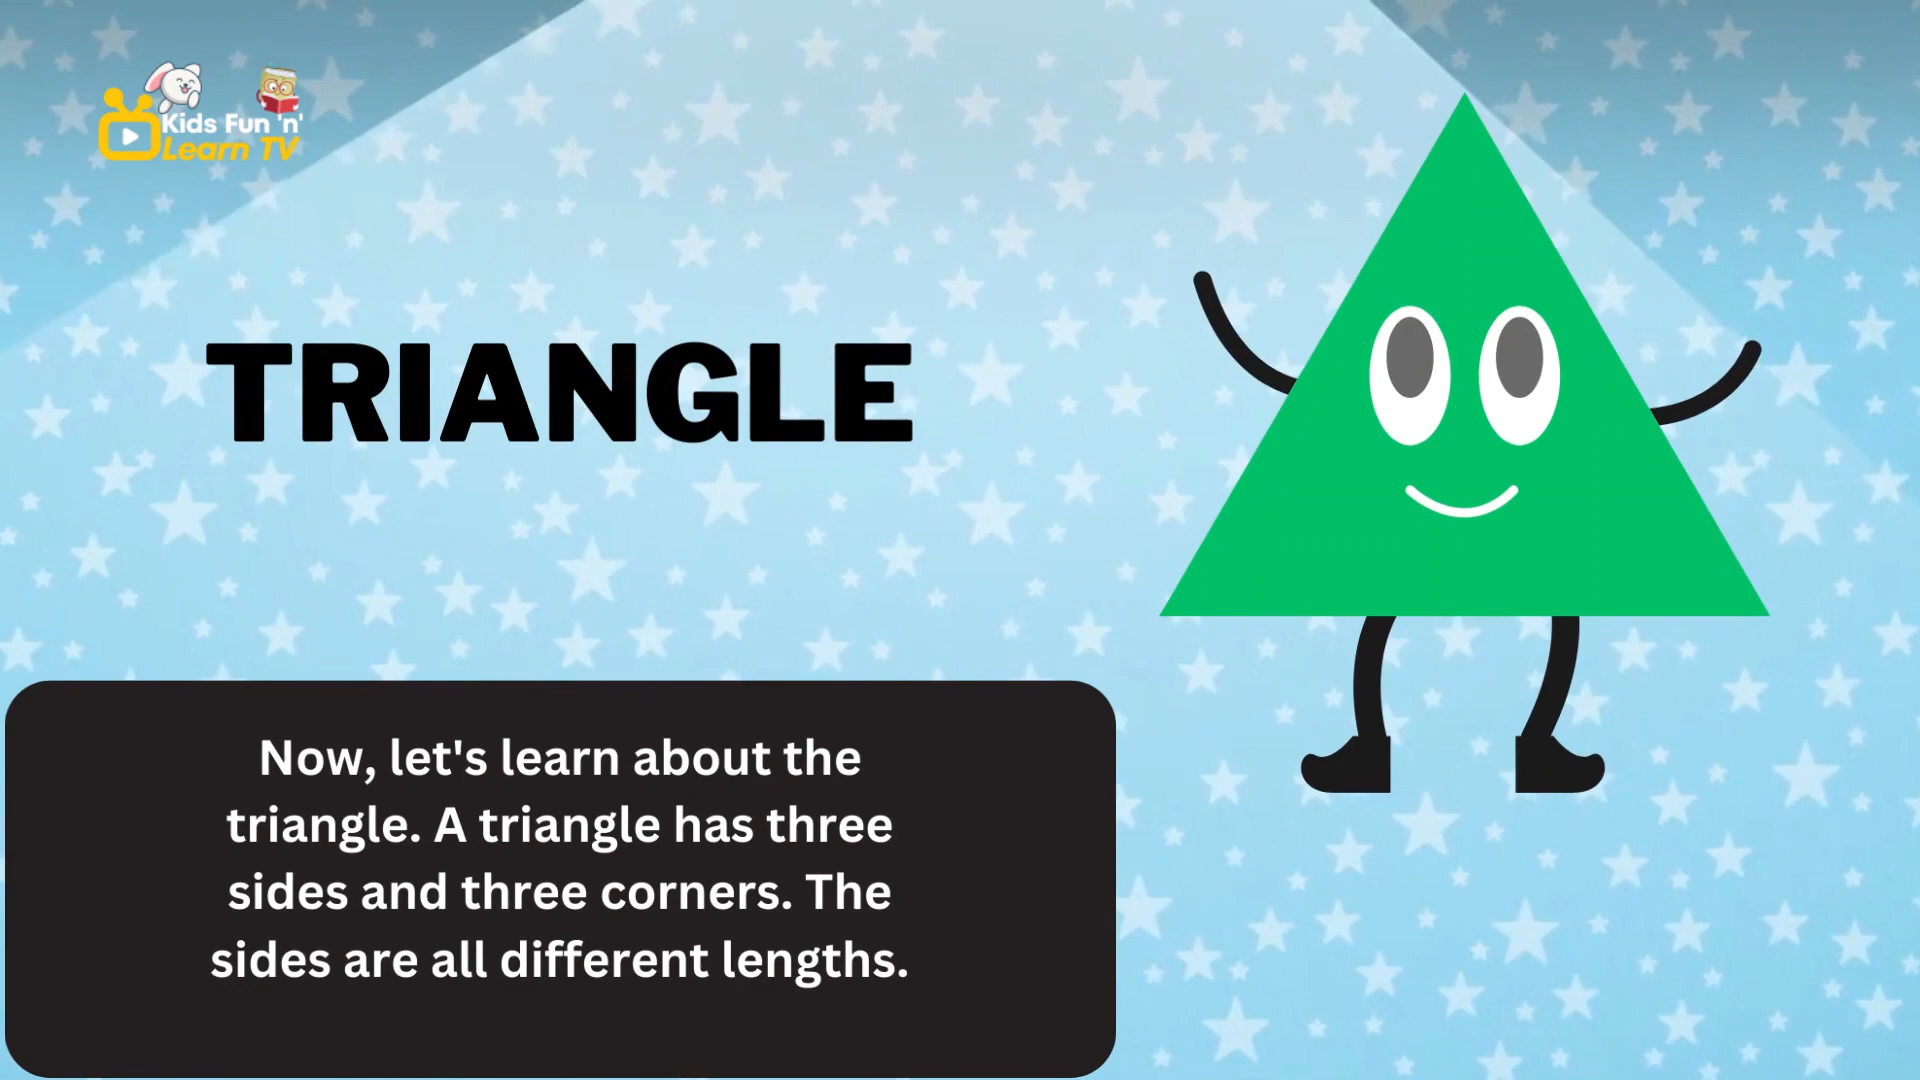 Kids Fun 'n'
Learn TV
TRIANGLE
Now, let's learn about the
triangle. A triangle has three
sides and three corners. The
sides are all different lengths.